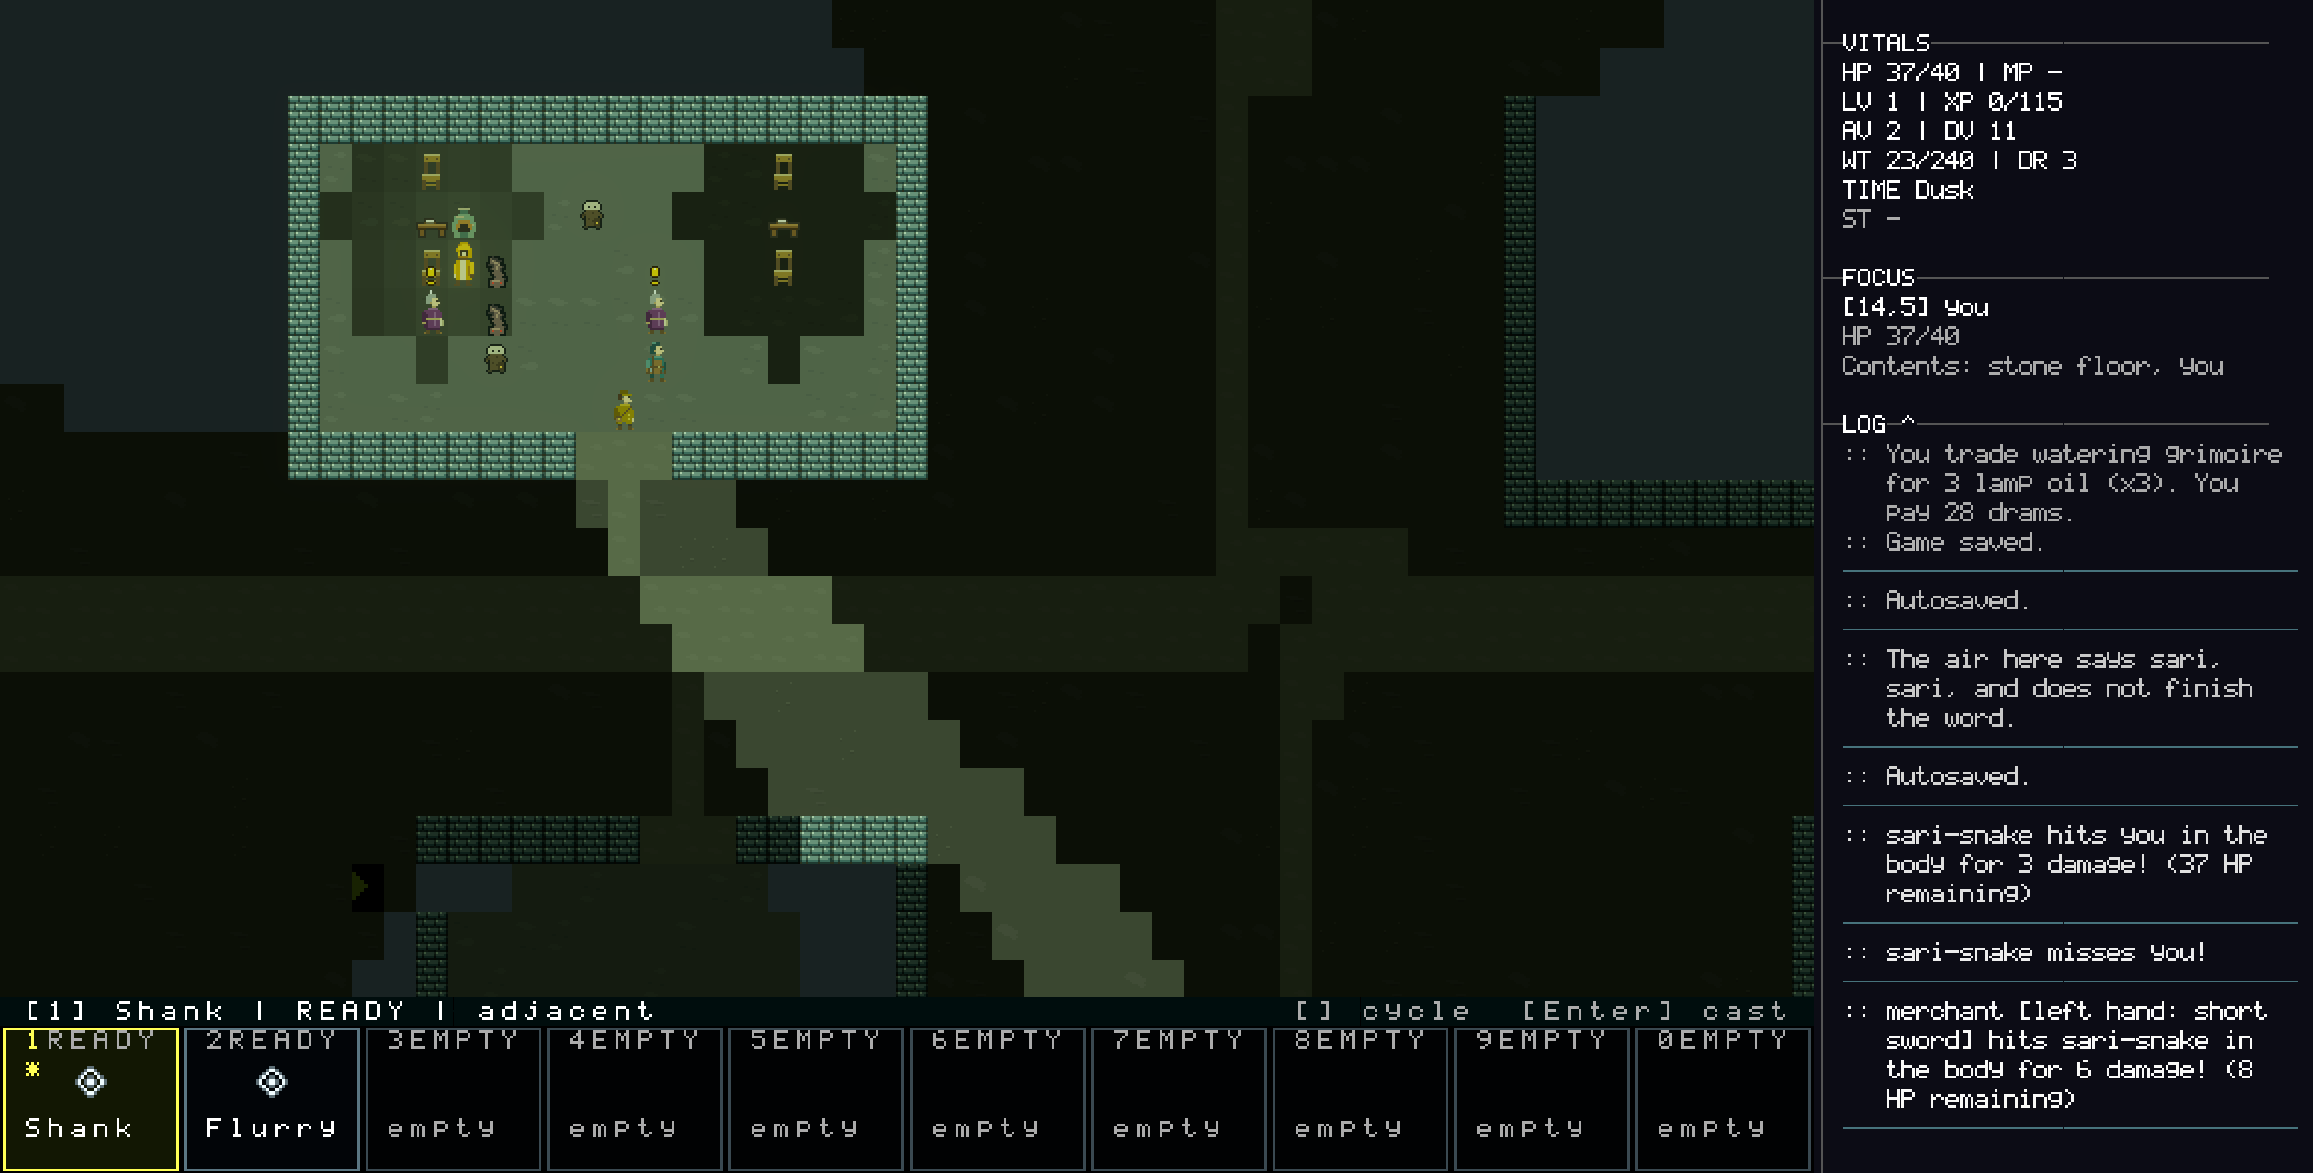 VITALS
HP 37/40 | MP -
LV 1 | XP 0/115
AV 2 | DV 11
WT 23/240 | DR 3
TIME Dusk
ST -
FOCUS
[14,5] You
HP 37/40
Contents: stone floor, You
LOG ^
:: You trade watering grimoire
for 3 lamp oil (x3). You
pay 28 drams.
:: Game saved.
:: Autosaved.
:: The air here says sari,
sari, and does not finish
the word.
:: Autosaved.
:: sari-snake hits you in the
body for 3 damage! (37 HP
remaining)
:: sari-snake misses you!
:: merchant [left hand: short
sword] hits sari-snake in
the body for 6 damage! (8
HP remaining)
[1] Shank | READY | adjacent
[] cycle [Enter] cast
1READY 2READY 3EMPTY 4EMPTY 5EMPTY 6EMPTY 7EMPTY 8EMPTY 9EMPTY 0EMPTY
Shank Flurry empty empty empty empty empty empty empty empty